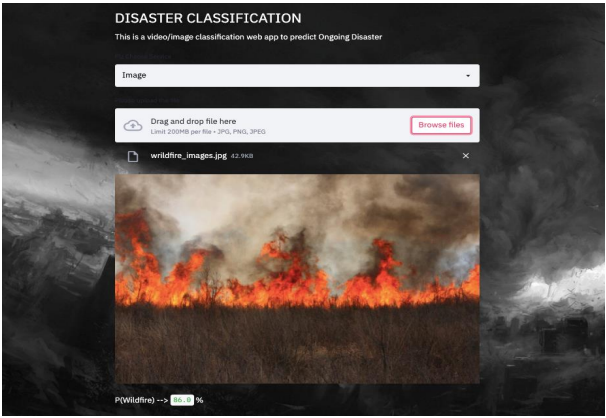 DISASTER CLASSIFICATION
This is a video/image classification web app to predict Ongoing Disaster
Image
Drag and drop file here
Limit 200MB per file • JPG, PNG, JPEG
Browse files
wrildfire_images.jpg 42.9KB
P(Wildfire) --> 86.0 %